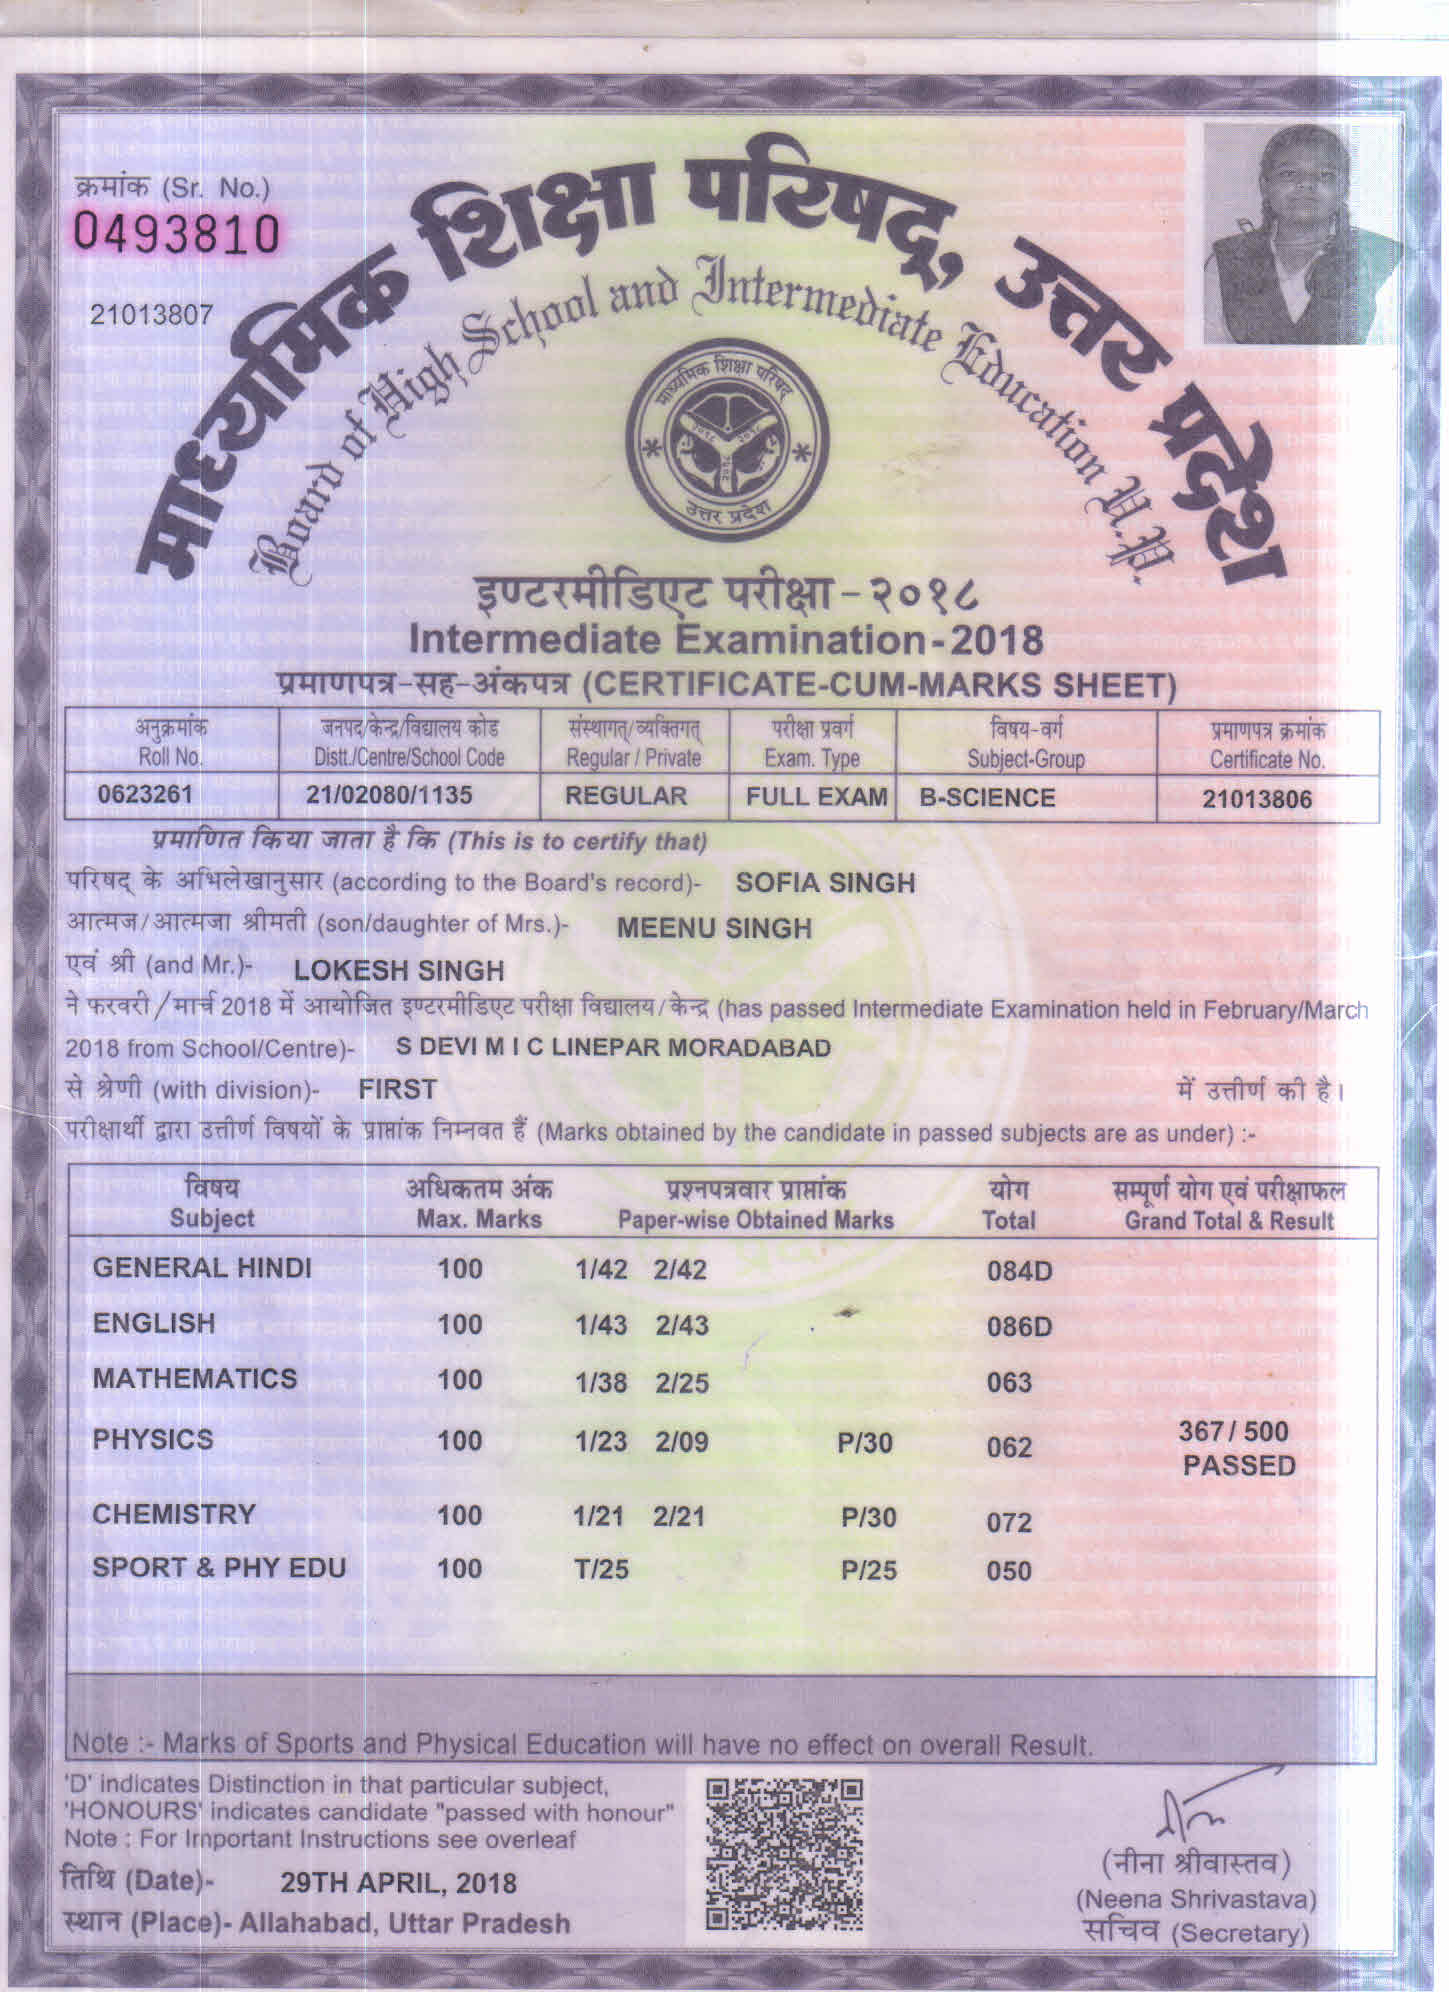 क्रमांक (Sr. No.)
0493810
21013807
माध्यमिक शिक्षा परिषद्, उत्तर प्रदेश
Board of High School and Intermediate Education U.P.
माध्यमिक शिक्षा परिषद्
२०१८ २०१८
२०१८
उत्तर प्रदेश
इण्टरमीडिएट परीक्षा - २०१८
Intermediate Examination - 2018
प्रमाणपत्र-सह-अंकपत्र (CERTIFICATE-CUM-MARKS SHEET)
अनुक्रमांक जनपद/केन्द्र/विद्यालय कोड संस्थागत्/व्यक्तिगत् परीक्षा प्रवर्ग विषय-वर्ग प्रमाणपत्र क्रमांक
Roll No. Distt./Centre/School Code Regular / Private Exam. Type Subject-Group Certificate No.
0623261 21/02080/1135 REGULAR FULL EXAM B-SCIENCE 21013806
प्रमाणित किया जाता है कि (This is to certify that)
परिषद् के अभिलेखानुसार (according to the Board's record)- SOFIA SINGH
आत्मज/आत्मजा श्रीमती (son/daughter of Mrs.)- MEENU SINGH
एवं श्री (and Mr.)- LOKESH SINGH
ने फरवरी/मार्च 2018 में आयोजित इण्टरमीडिएट परीक्षा विद्यालय/केन्द्र (has passed Intermediate Examination held in February/March
2018 from School/Centre)- S DEVI M I C LINEPAR MORADABAD
से श्रेणी (with division)- FIRST में उत्तीर्ण की है।
परीक्षार्थी द्वारा उत्तीर्ण विषयों के प्राप्तांक निम्नवत हैं (Marks obtained by the candidate in passed subjects are as under) :-
विषय अधिकतम अंक प्रश्नपत्रवार प्राप्तांक योग सम्पूर्ण योग एवं परीक्षाफल
Subject Max. Marks Paper-wise Obtained Marks Total Grand Total & Result
GENERAL HINDI 100 1/42 2/42 084D
ENGLISH 100 1/43 2/43 086D
MATHEMATICS 100 1/38 2/25 063
PHYSICS 100 1/23 2/09 P/30 062 367 / 500
PASSED
CHEMISTRY 100 1/21 2/21 P/30 072
SPORT & PHY EDU 100 T/25 P/25 050
Note :- Marks of Sports and Physical Education will have no effect on overall Result.
'D' indicates Distinction in that particular subject,
'HONOURS' indicates candidate "passed with honour"
Note : For Important Instructions see overleaf
तिथि (Date)- 29TH APRIL, 2018
स्थान (Place)- Allahabad, Uttar Pradesh
(नीना श्रीवास्तव)
(Neena Shrivastava)
सचिव (Secretary)